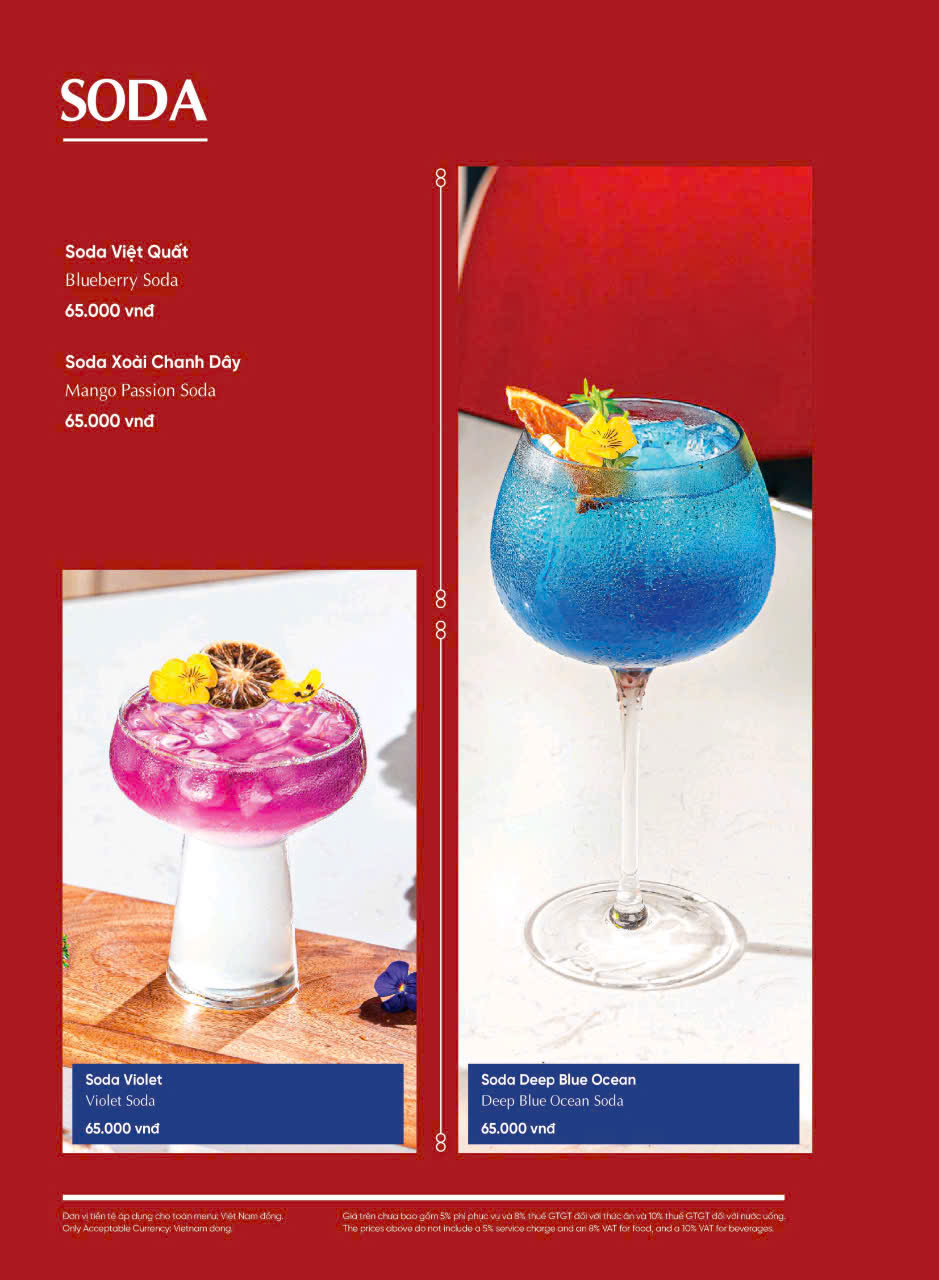 SODA
Soda Việt Quất
Blueberry Soda
65.000 vnđ
Soda Xoài Chanh Dây
Mango Passion Soda
65.000 vnđ
Soda Violet
Violet Soda
65.000 vnđ
Soda Deep Blue Ocean
Deep Blue Ocean Soda
65.000 vnđ
Đơn vị tiền tệ áp dụng cho toàn menu: Việt Nam đồng.
Only Acceptable Currency: Vietnam dong.
Giá trên chưa bao gồm 5% phí phục vụ và 8% thuế GTGT đối với thức ăn và 10% thuế GTGT đối với nước uống.
The prices above do not include a 5% service charge and an 8% VAT for food, and a 10% VAT for beverages.